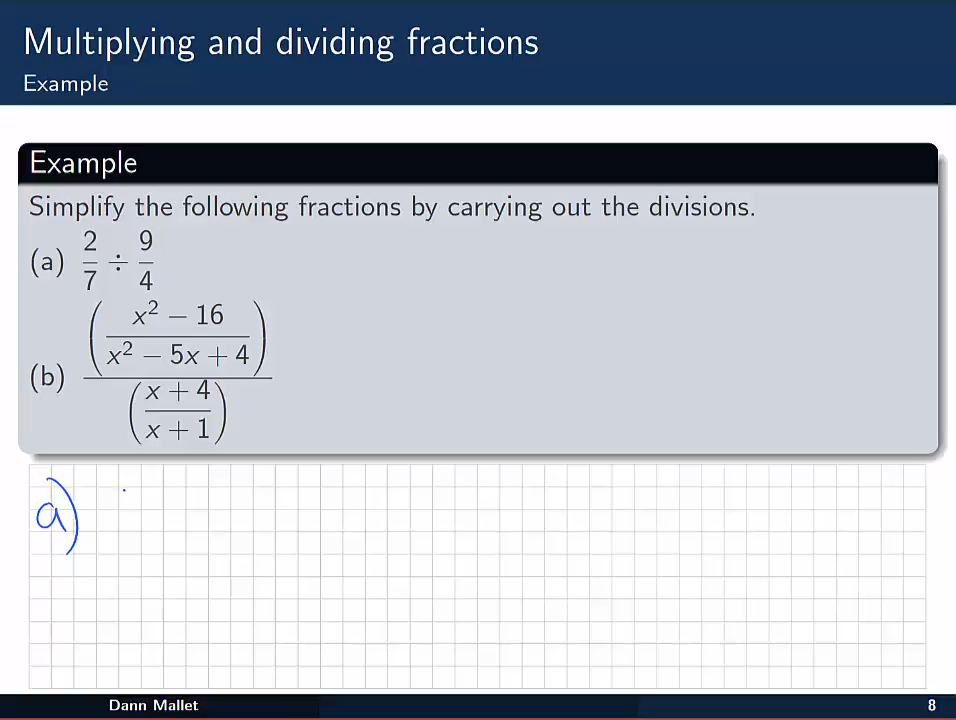 Multiplying and dividing fractions
Example
Example
Simplify the following fractions by carrying out the divisions.
(a) 2/7 ÷ 9/4
(b) ((x² − 16)/(x² − 5x + 4))/((x + 4)/(x + 1))
a)
Dann Mallet 8